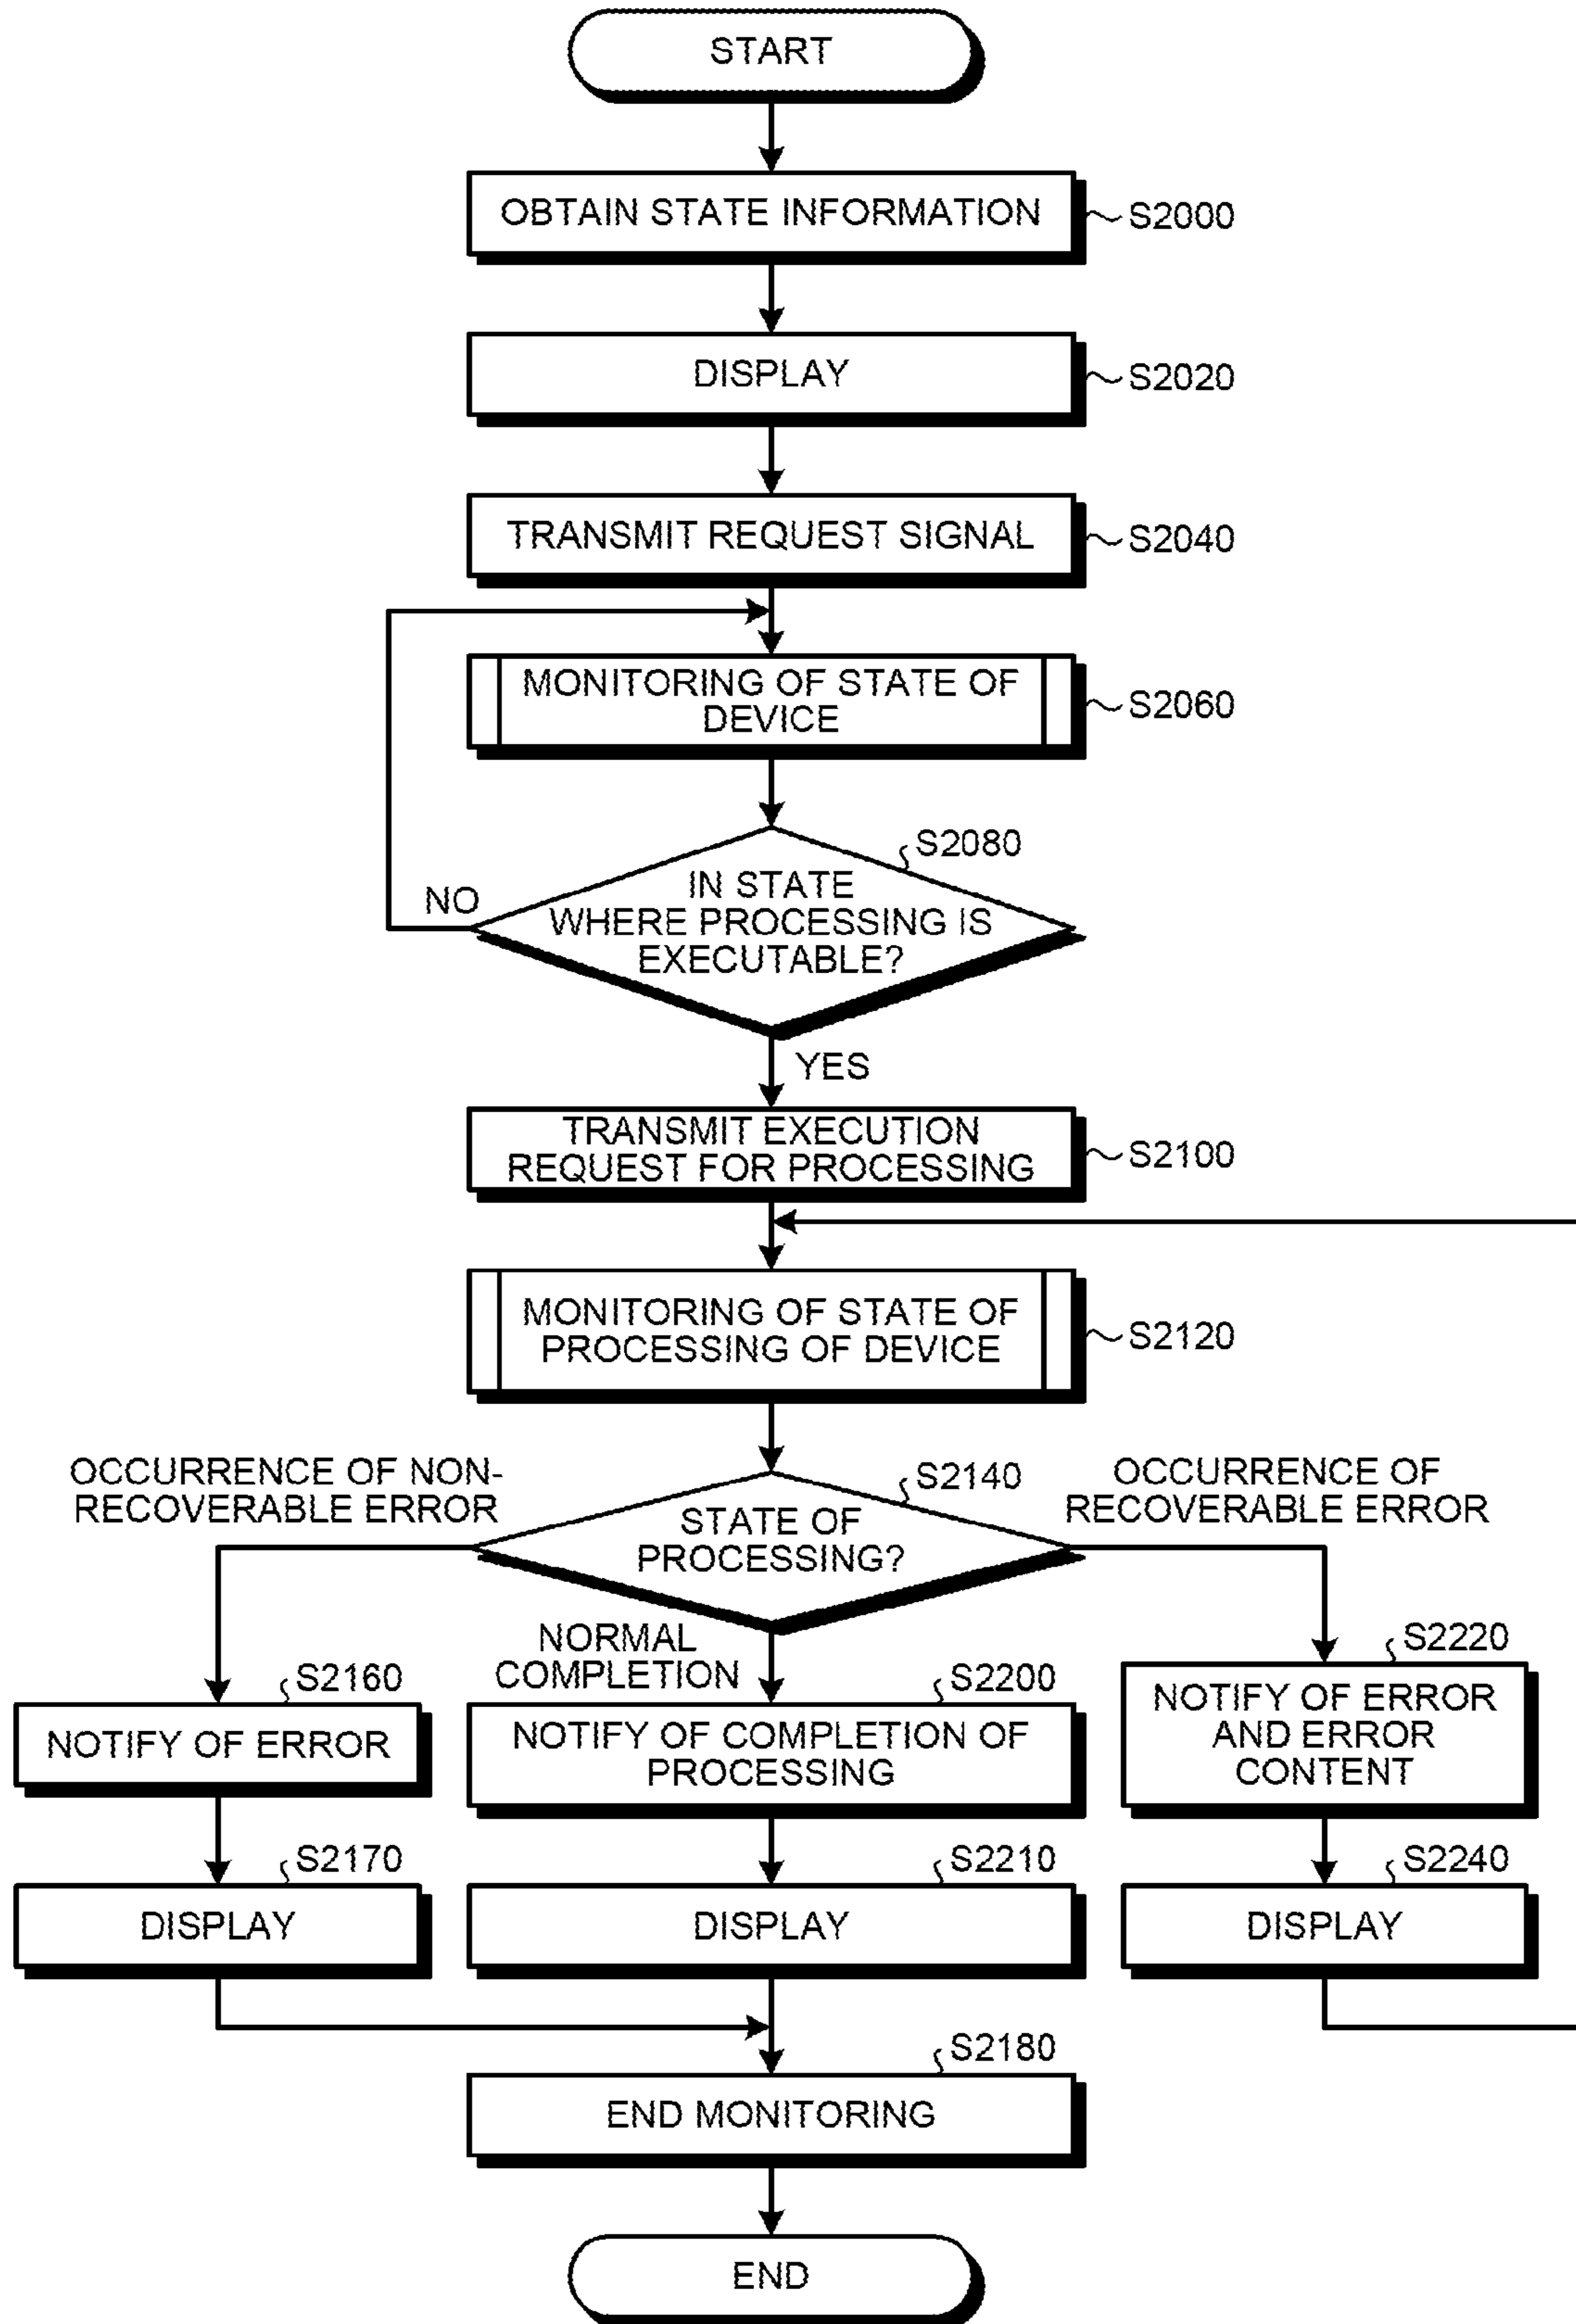 START
OBTAIN STATE INFORMATION
S2000
DISPLAY
S2020
TRANSMIT REQUEST SIGNAL
S2040
MONITORING OF STATE OF
DEVICE
S2060
S2080
IN STATE
WHERE PROCESSING IS
EXECUTABLE?
NO
YES
TRANSMIT EXECUTION
REQUEST FOR PROCESSING
S2100
MONITORING OF STATE OF
PROCESSING OF DEVICE
S2120
OCCURRENCE OF NON-
RECOVERABLE ERROR
S2140
STATE OF
PROCESSING?
OCCURRENCE OF
RECOVERABLE ERROR
NORMAL
COMPLETION
S2160
NOTIFY OF ERROR
S2200
NOTIFY OF COMPLETION OF
PROCESSING
S2220
NOTIFY OF ERROR
AND ERROR
CONTENT
S2170
DISPLAY
S2210
DISPLAY
S2240
DISPLAY
S2180
END MONITORING
END